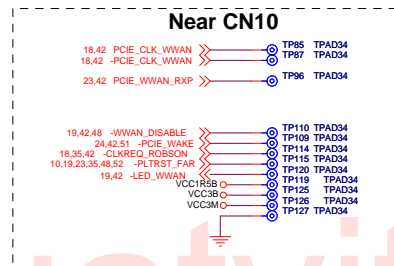 Near CN10
18,42 PCIE_CLK_WWAN TP85 TPAD34
18,42 -PCIE_CLK_WWAN TP87 TPAD34
23,42 PCIE_WWAN_RXP TP96 TPAD34
19,42,48 -WWAN_DISABLE TP110 TPAD34
24,42,51 -PCIE_WAKE TP109 TPAD34
18,35,42 -CLKREQ_ROBSON TP114 TPAD34
10,19,23,35,48,52 -PLTRST_FAR TP115 TPAD34
19,42 -LED_WWAN TP120 TPAD34
VCC1R5B TP119 TPAD34
VCC3B TP125 TPAD34
VCC3M TP126 TPAD34
TP127 TPAD34